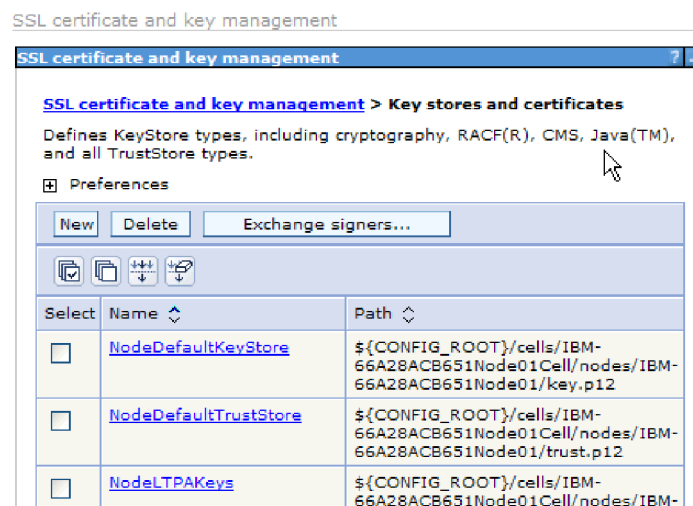 SSL certificate and key management
SSL certificate and key management ?
SSL certificate and key management > Key stores and certificates
Defines KeyStore types, including cryptography, RACF(R), CMS, Java(TM),
and all TrustStore types.
Preferences
New Delete Exchange signers...
Select Name Path
NodeDefaultKeyStore ${CONFIG_ROOT}/cells/IBM-
66A28ACB651Node01Cell/nodes/IBM-
66A28ACB651Node01/key.p12
NodeDefaultTrustStore ${CONFIG_ROOT}/cells/IBM-
66A28ACB651Node01Cell/nodes/IBM-
66A28ACB651Node01/trust.p12
NodeLTPAKeys ${CONFIG_ROOT}/cells/IBM-
66A28ACB651Node01Cell/nodes/IBM-